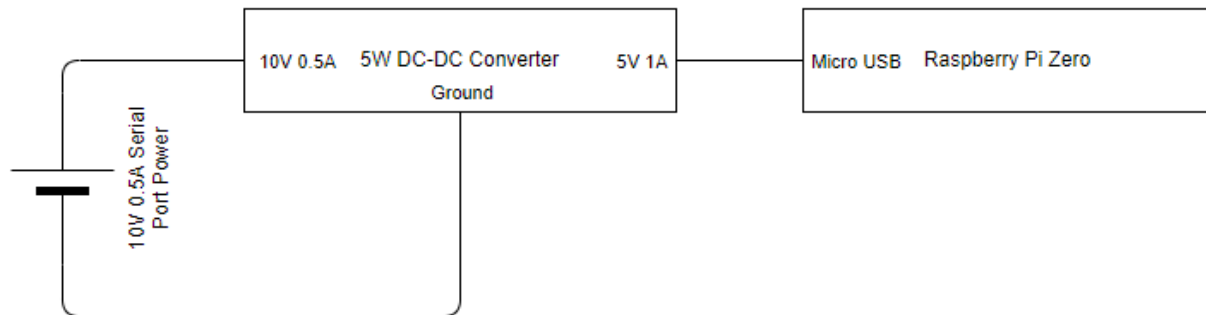 10V 0.5A
5W DC-DC Converter
5V 1A
Ground
Micro USB
Raspberry Pi Zero
10V 0.5A Serial
Port Power